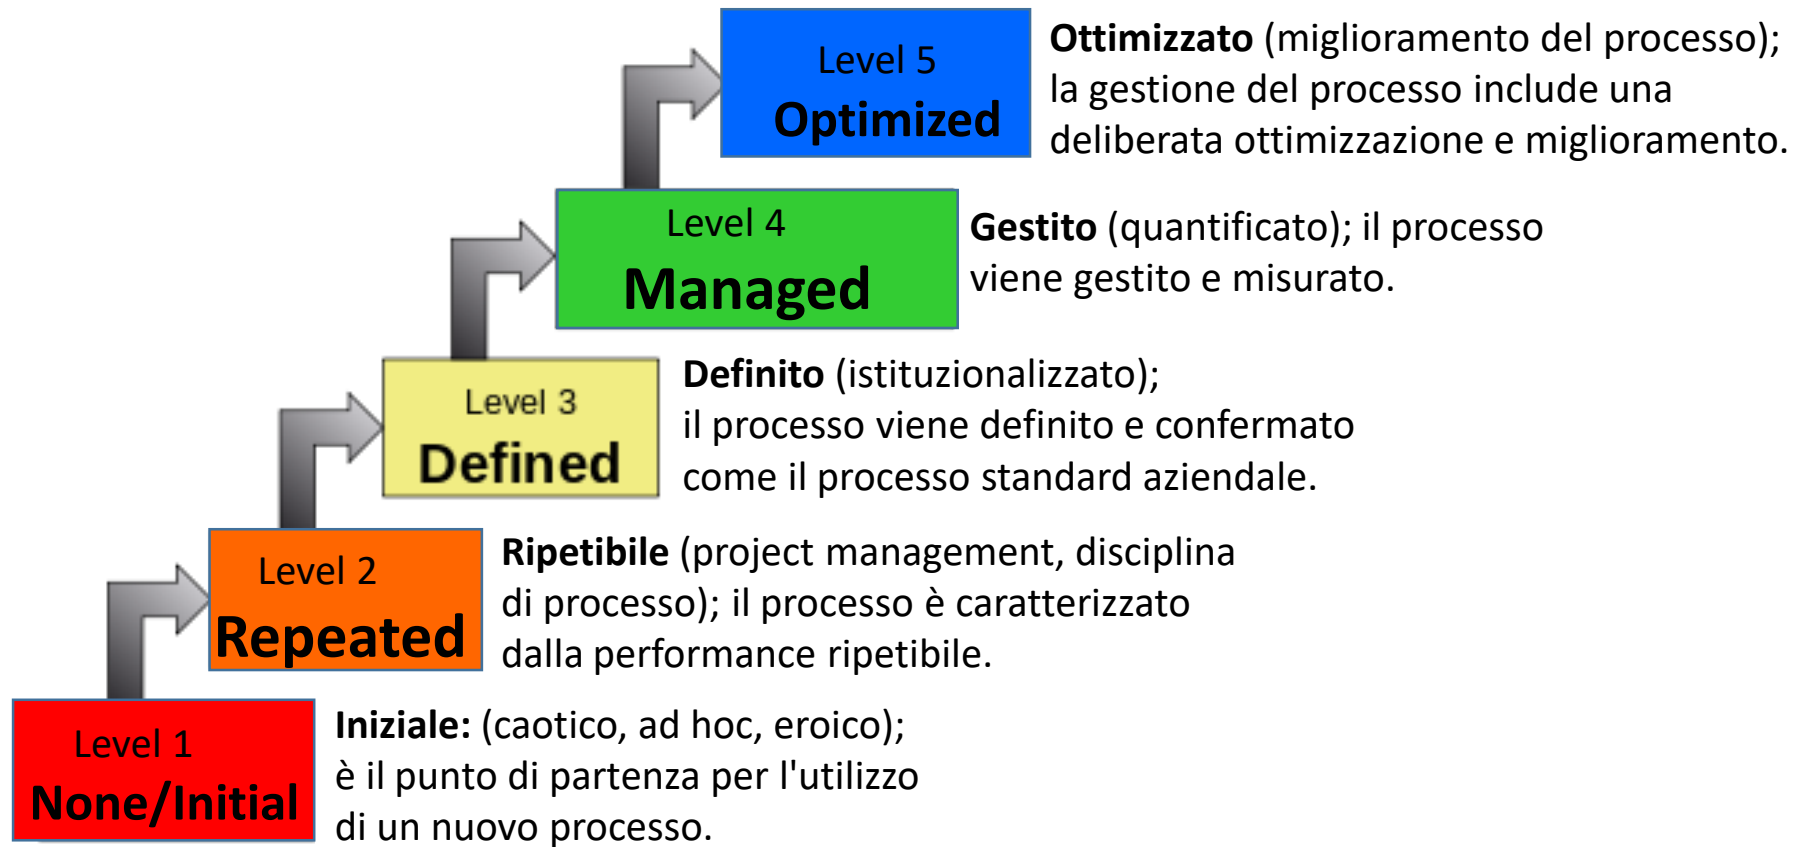 Level 5
Optimized
Ottimizzato (miglioramento del processo);
la gestione del processo include una
deliberata ottimizzazione e miglioramento.
Level 4
Managed
Gestito (quantificato); il processo
viene gestito e misurato.
Level 3
Defined
Definito (istituzionalizzato);
il processo viene definito e confermato
come il processo standard aziendale.
Level 2
Repeated
Ripetibile (project management, disciplina
di processo); il processo è caratterizzato
dalla performance ripetibile.
Level 1
None/Initial
Iniziale: (caotico, ad hoc, eroico);
è il punto di partenza per l'utilizzo
di un nuovo processo.